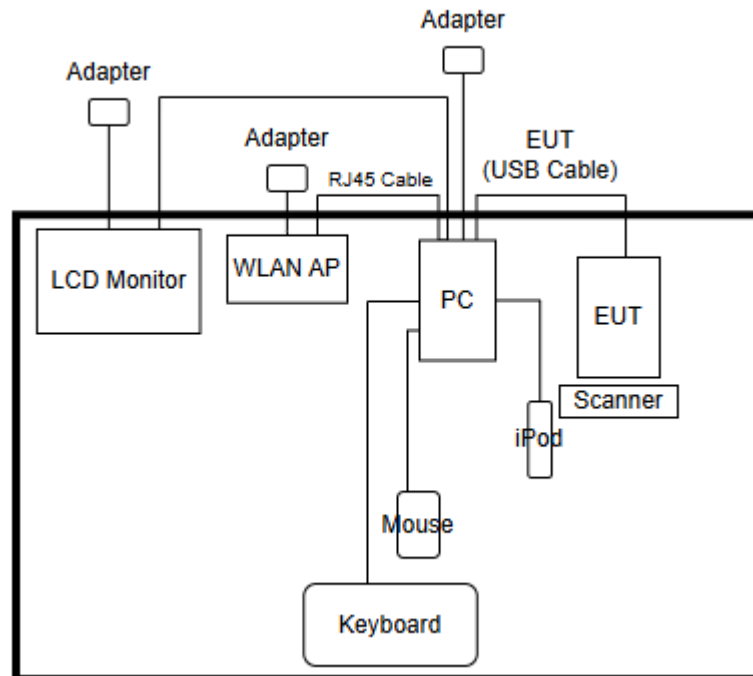 Adapter
Adapter
Adapter
EUT
(USB Cable)
RJ45 Cable
LCD Monitor
WLAN AP
PC
EUT
Scanner
iPod
Mouse
Keyboard